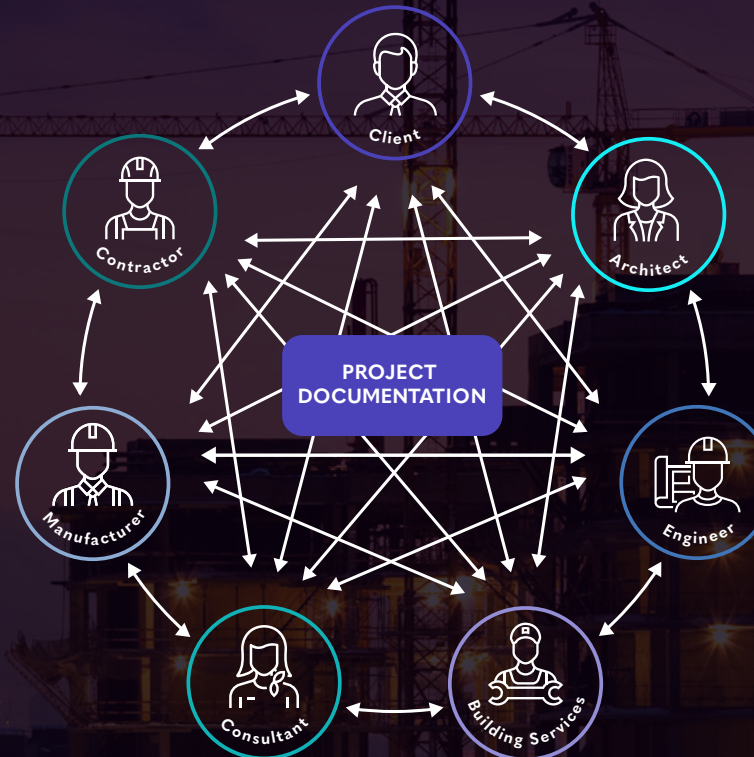 Client
Contractor
Architect
PROJECT
DOCUMENTATION
Manufacturer
Engineer
Consultant
Building Services